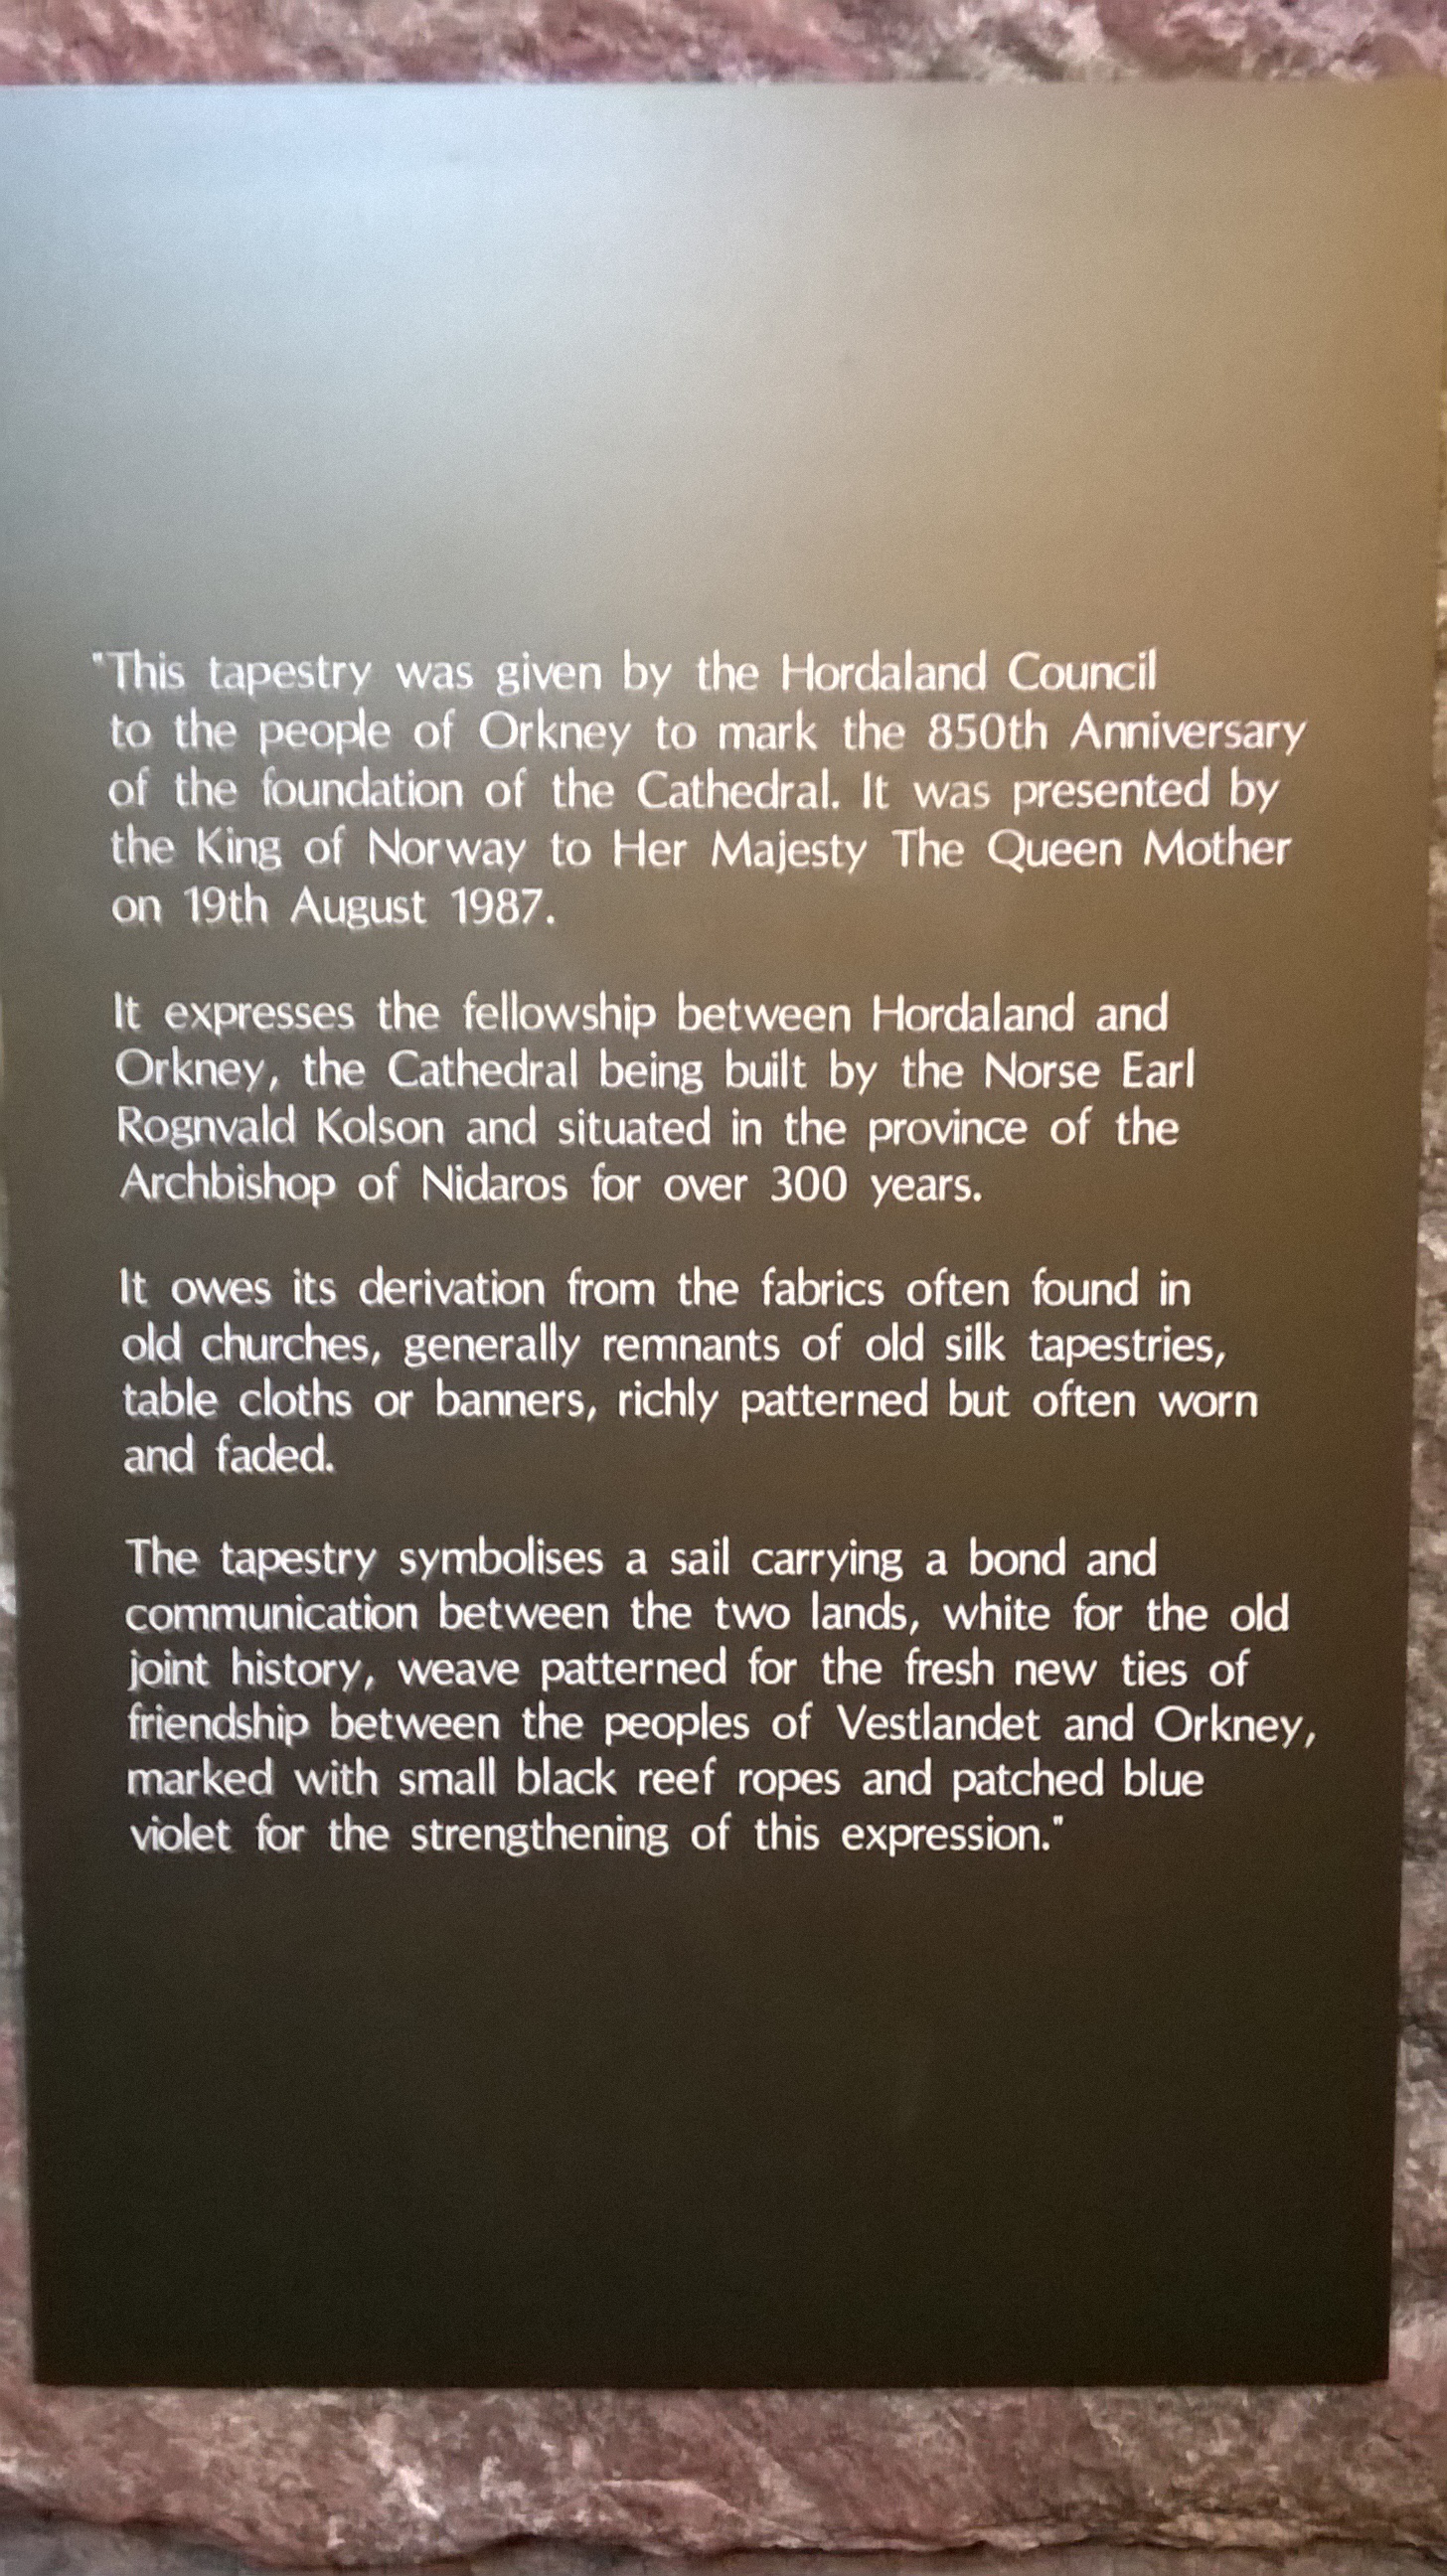 "This tapestry was given by the Hordaland Council
to the people of Orkney to mark the 850th Anniversary
of the foundation of the Cathedral. It was presented by
the King of Norway to Her Majesty The Queen Mother
on 19th August 1987.
It expresses the fellowship between Hordaland and
Orkney, the Cathedral being built by the Norse Earl
Rognvald Kolson and situated in the province of the
Archbishop of Nidaros for over 300 years.
It owes its derivation from the fabrics often found in
old churches, generally remnants of old silk tapestries,
table cloths or banners, richly patterned but often worn
and faded.
The tapestry symbolises a sail carrying a bond and
communication between the two lands, white for the old
joint history, weave patterned for the fresh new ties of
friendship between the peoples of Vestlandet and Orkney,
marked with small black reef ropes and patched blue
violet for the strengthening of this expression."